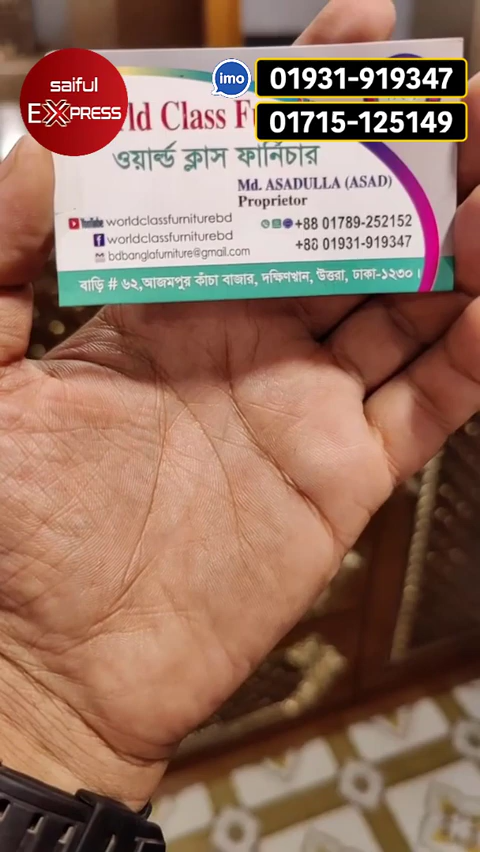 saiful
EXPRESS
imo
01931-919347
01715-125149
ld Class Fu
ওয়ার্ল্ড ক্লাস ফার্নিচার
Md. ASADULLA (ASAD)
Proprietor
YouTube worldclassfurniturebd
+88 01789-252152
worldclassfurniturebd
+88 01931-919347
bdbanglafurniture@gmail.com
বাড়ি # ৬২,আজমপুর কাঁচা বাজার, দক্ষিণখান, উত্তরা, ঢাকা-১২৩০।